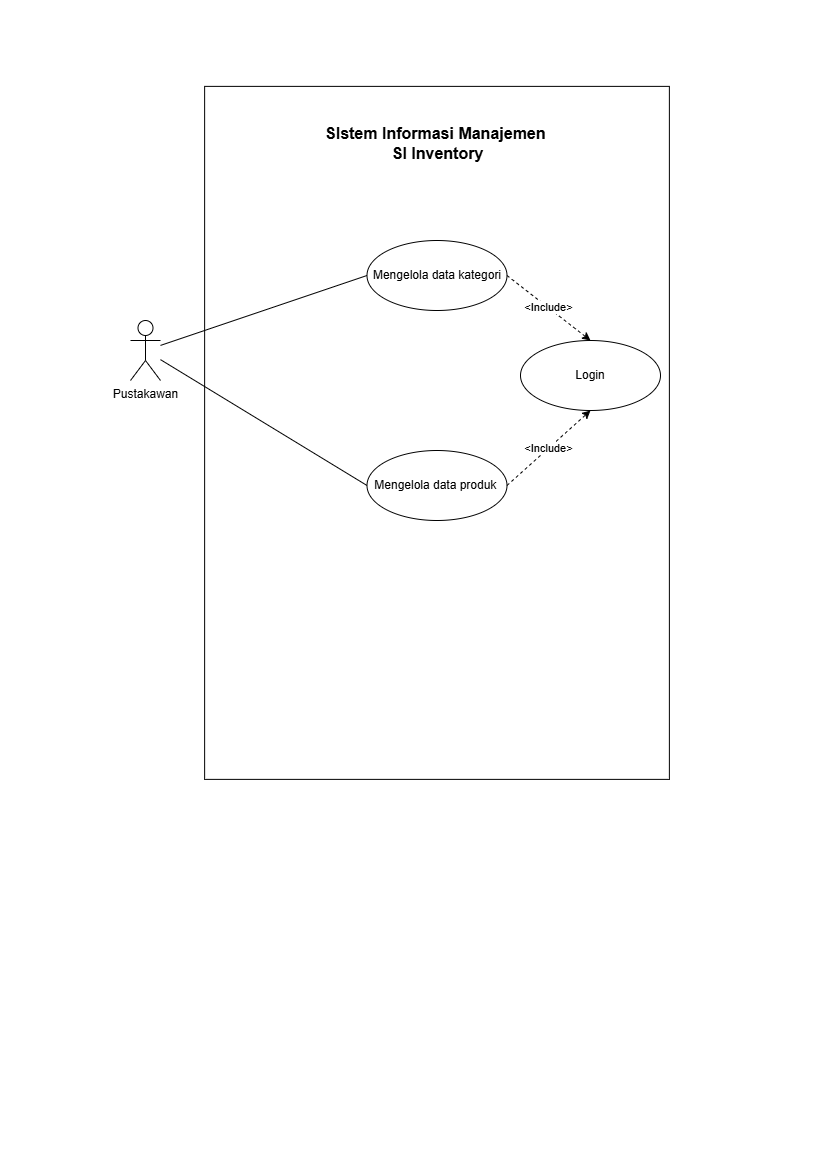 SIstem Informasi Manajemen
SI Inventory
Mengelola data kategori
<Include>
Pustakawan
Login
<Include>
Mengelola data produk